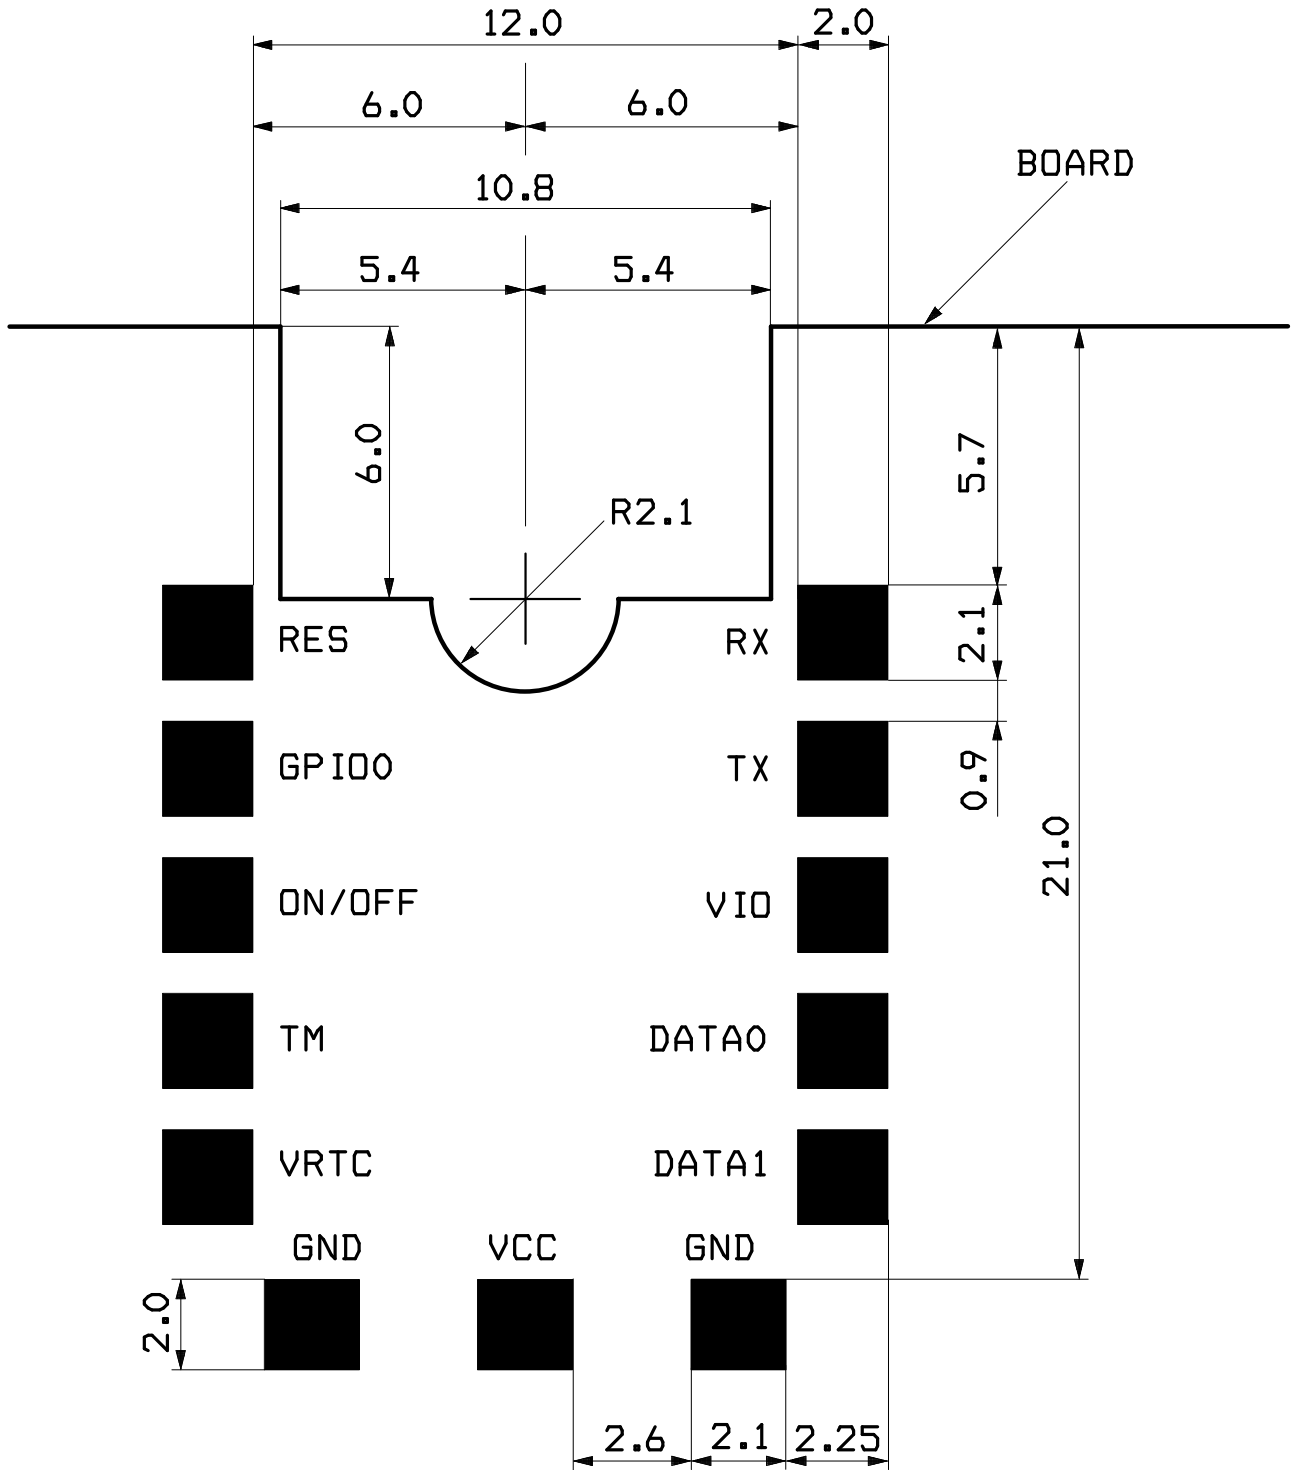 12.0 2.0
6.0 6.0
BOARD
10.8
5.4 5.4
6.0
5.7
R2.1
RES RX
2.1
GPIO0 TX
0.9
21.0
ON/OFF VIO
TM DATA0
VRTC DATA1
GND VCC GND
2.0
2.6 2.1 2.25